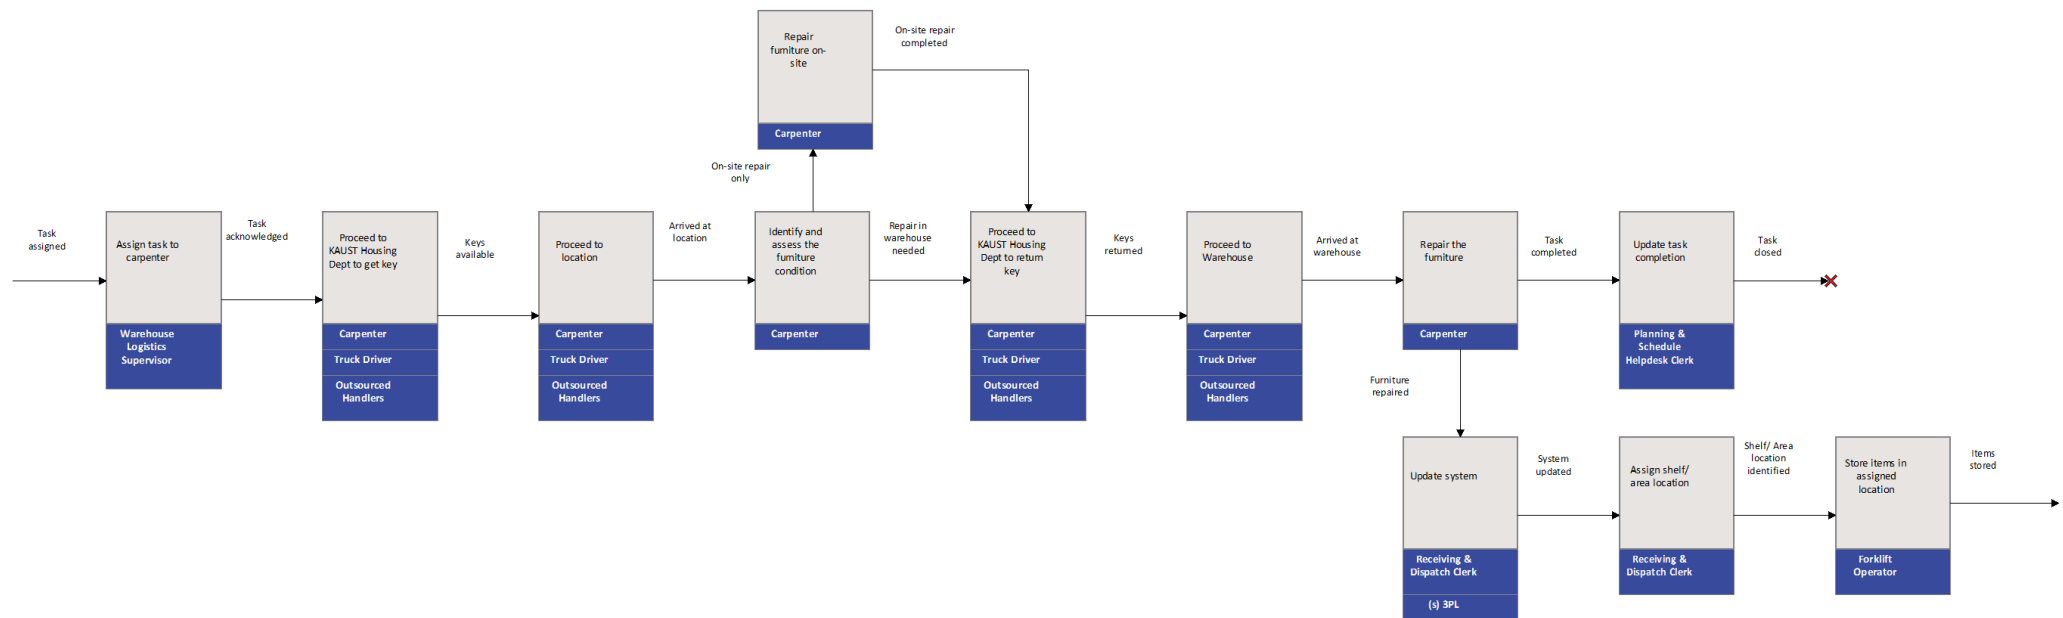 Repair
furniture on-
site
Carpenter
On-site repair
completed
On-site repair
only
Task
assigned
Assign task to
carpenter
Warehouse
Logistics
Supervisor
Task
acknowledged
Proceed to
KAUST Housing
Dept to get key
Carpenter
Truck Driver
Outsourced
Handlers
Keys
available
Proceed to
location
Carpenter
Truck Driver
Outsourced
Handlers
Arrived at
location
Identify and
assess the
furniture
condition
Carpenter
Repair in
warehouse
needed
Proceed to
KAUST Housing
Dept to return
key
Carpenter
Truck Driver
Outsourced
Handlers
Keys
returned
Proceed to
Warehouse
Carpenter
Truck Driver
Outsourced
Handlers
Arrived at
warehouse
Repair the
furniture
Carpenter
Task
completed
Update task
completion
Planning &
Schedule
Helpdesk Clerk
Task
closed
Furniture
repaired
Update system
Receiving &
Dispatch Clerk
(s) 3PL
System
updated
Assign shelf/
area location
Receiving &
Dispatch Clerk
Shelf/ Area
location
identified
Store items in
assigned
location
Forklift
Operator
Items
stored